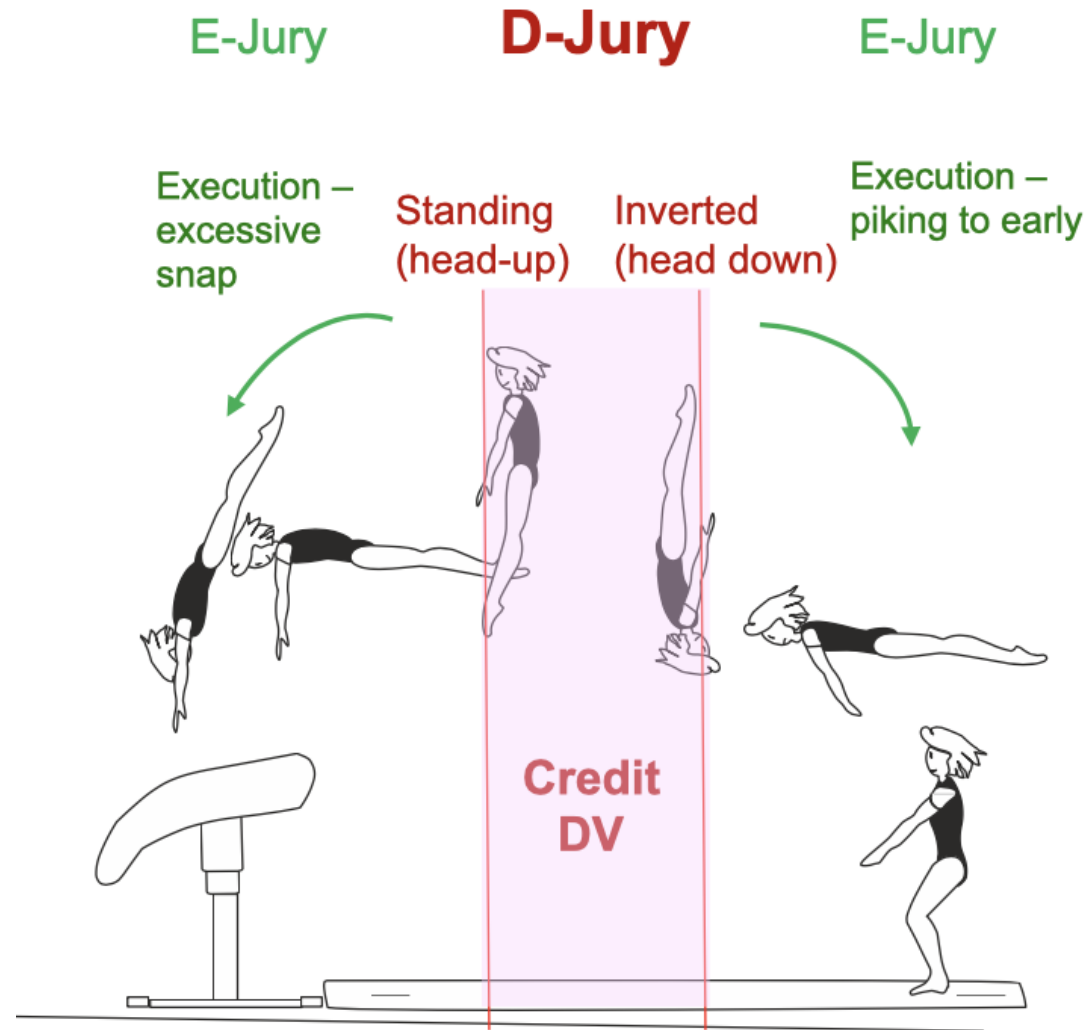 E-Jury
D-Jury
E-Jury
Execution –
excessive
snap
Standing
(head-up)
Inverted
(head down)
Execution –
piking to early
Credit
DV